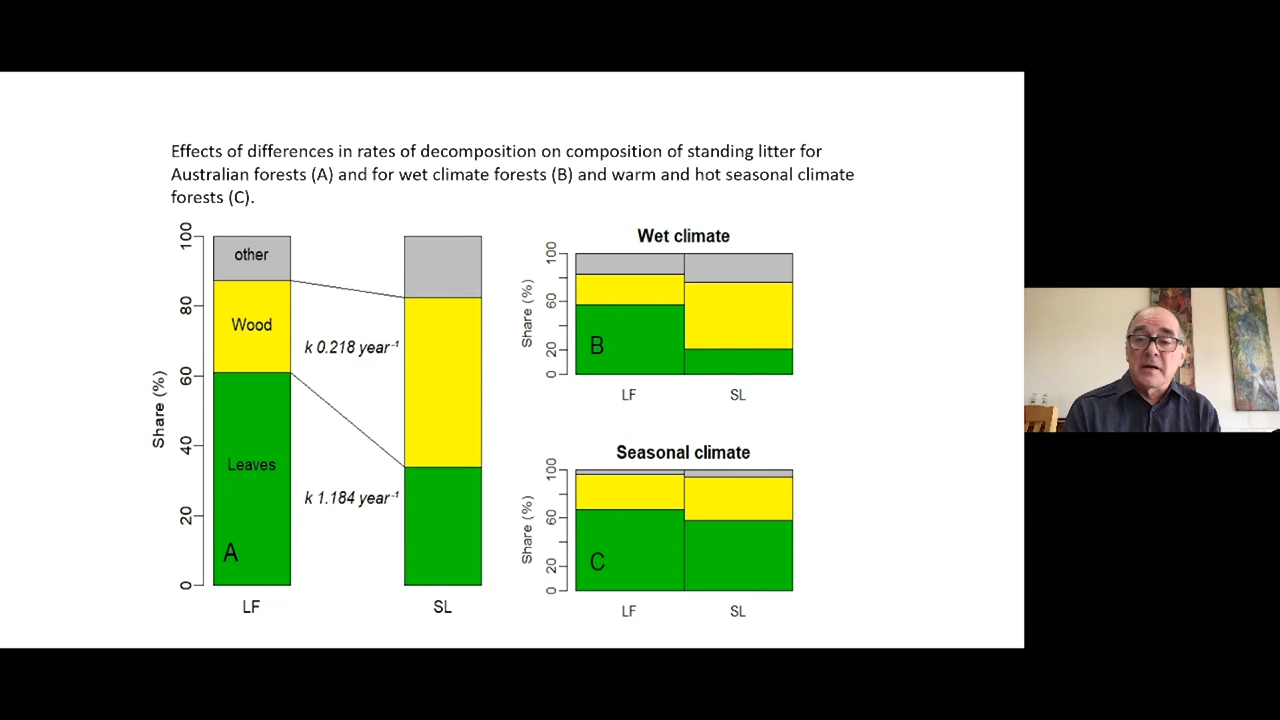 Effects of differences in rates of decomposition on composition of standing litter for
Australian forests (A) and for wet climate forests (B) and warm and hot seasonal climate
forests (C).
Share (%)
100
80
60
40
20
0
other
Wood
Leaves
A
k 0.218 year-1
k 1.184 year-1
LF
SL
Wet climate
Share (%)
100
60
20
0
B
LF
SL
Seasonal climate
Share (%)
100
60
20
0
C
LF
SL